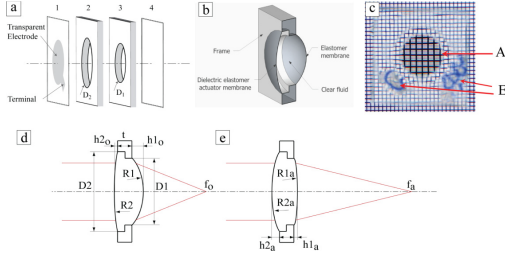 a
1 2 3 4
Transparent
Electrode
Terminal
D2
D1
b
Frame
Elastomer
membrane
Dielectric elastomer
actuator membrane
Clear fluid
c
A
E
d
h2o t h1o
D2 R1 D1 fo
R2
e
R1a fa
R2a
h2a h1a